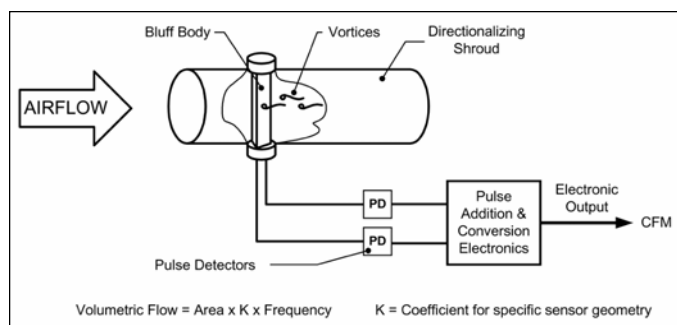 Bluff Body
Vortices
Directionalizing
Shroud
AIRFLOW
PD
PD
Pulse
Addition &
Conversion
Electronics
Electronic
Output
CFM
Pulse Detectors
Volumetric Flow = Area x K x Frequency
K = Coefficient for specific sensor geometry